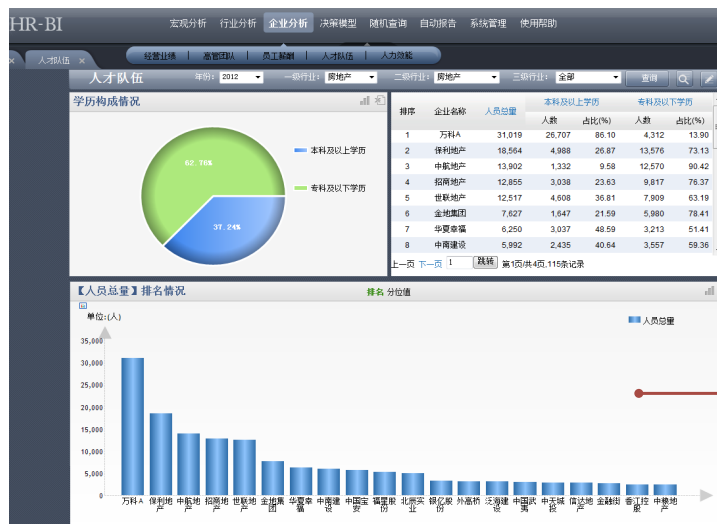 HR-BI
宏观分析 行业分析 企业分析 决策模型 随机查询 自动报告 系统管理 使用帮助
人才队伍 × 经营业绩 | 高管团队 | 员工薪酬 | 人才队伍 | 人力效能
人才队伍 年份: 2012 一级行业: 房地产 二级行业: 房地产 三级行业: 全部 查询
学历构成情况
62.76%
37.24%
本科及以上学历
专科及以下学历
排序 企业名称 人员总量 本科及以上学历 专科及以下学历
人数 占比(%) 人数 占比(%)
1 万科A 31,019 26,707 86.10 4,312 13.90
2 保利地产 18,564 4,988 26.87 13,576 73.13
3 中航地产 13,902 1,332 9.58 12,570 90.42
4 招商地产 12,855 3,038 23.63 9,817 76.37
5 世联地产 12,517 4,608 36.81 7,909 63.19
6 金地集团 7,627 1,647 21.59 5,980 78.41
7 华夏幸福 6,250 3,037 48.59 3,213 51.41
8 中南建设 5,992 2,435 40.64 3,557 59.36
上一页 下一页 1 跳转 第1页/共4页,115条记录
【人员总量】排名情况
排名 分位值
单位:(人)
人员总量
35,000
30,000
25,000
20,000
15,000
10,000
5,000
0
万科A 保利地产 中航地产 招商地产 世联地产 金地集团 华夏幸福 中南建设 中国宝安 福星股份 北辰实业 银亿股份 外高桥 泛海建设 中国武夷 中天城投 信达地产 金融街 香江控股 中粮地产